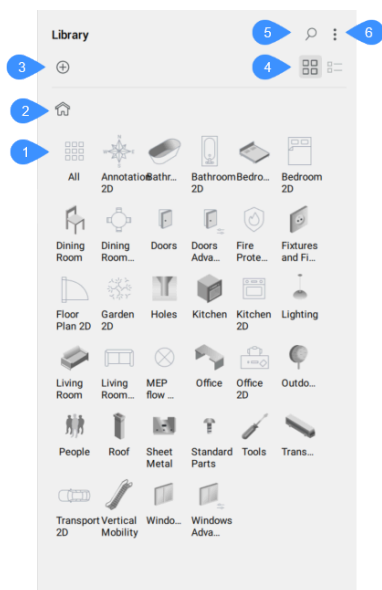 Library
5
6
3
4
2
1
All
Annotation
2D
Bathr...
Bathroom
2D
Bedro...
Bedroom
2D
Dining
Room
Dining
Room...
Doors
Doors
Adva...
Fire
Prote...
Fixtures
and Fi...
Floor
Plan 2D
Garden
2D
Holes
Kitchen
Kitchen
2D
Lighting
Living
Room
Living
Room...
MEP
flow ...
Office
Office
2D
Outdo...
People
Roof
Sheet
Metal
Standard
Parts
Tools
Trans...
Transport
2D
Vertical
Mobility
Windo...
Windows
Adva...